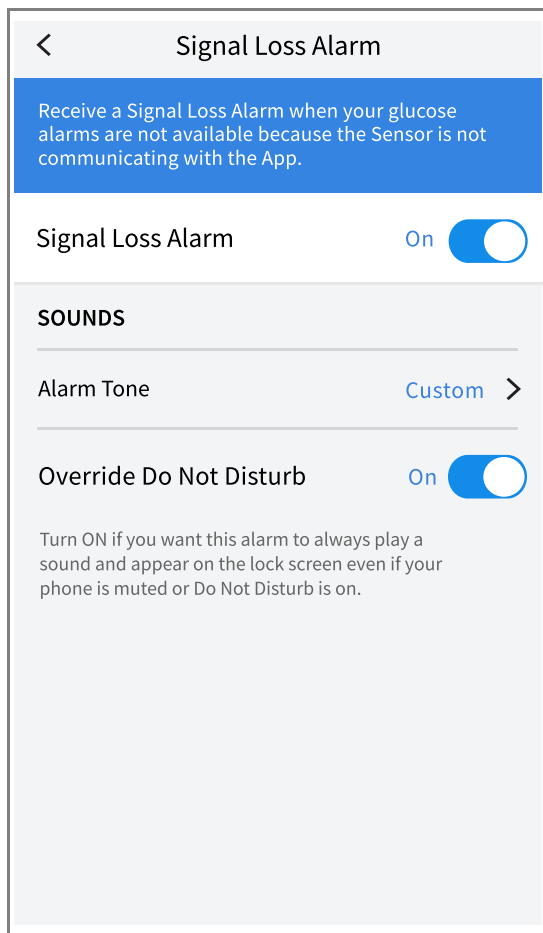 Signal Loss Alarm
Receive a Signal Loss Alarm when your glucose
alarms are not available because the Sensor is not
communicating with the App.
Signal Loss Alarm On
SOUNDS
Alarm Tone Custom
Override Do Not Disturb On
Turn ON if you want this alarm to always play a
sound and appear on the lock screen even if your
phone is muted or Do Not Disturb is on.